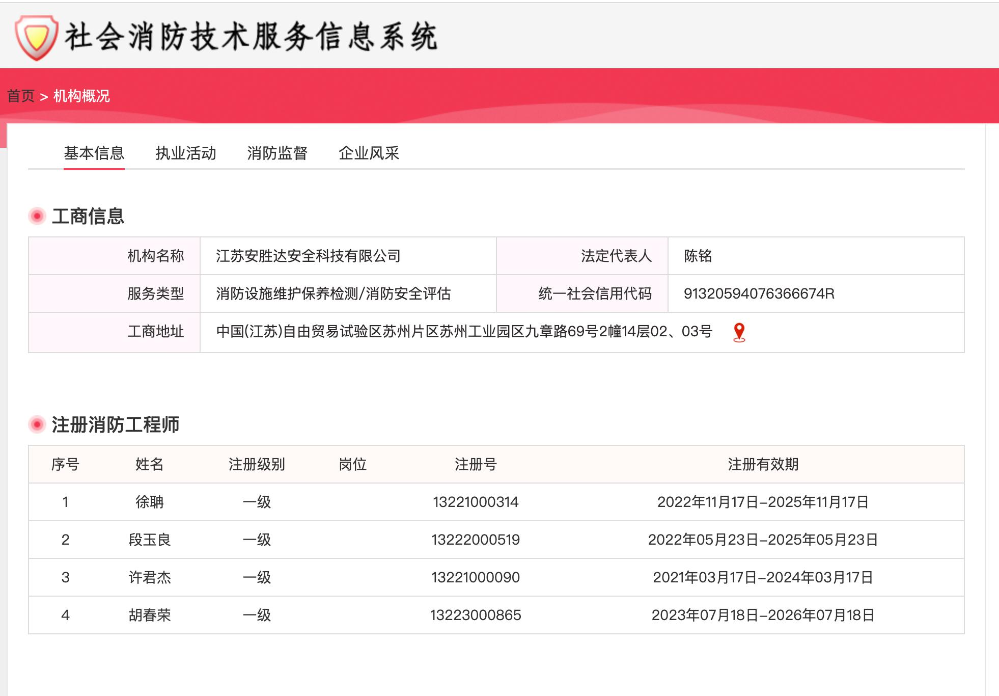 社会消防技术服务信息系统
首页 > 机构概况
基本信息 执业活动 消防监督 企业风采
工商信息
机构名称 江苏安胜达安全科技有限公司 法定代表人 陈铭
服务类型 消防设施维护保养检测/消防安全评估 统一社会信用代码 91320594076366674R
工商地址 中国(江苏)自由贸易试验区苏州片区苏州工业园区九章路69号2幢14层02、03号
注册消防工程师
序号 姓名 注册级别 岗位 注册号 注册有效期
1 徐聃 一级 13221000314 2022年11月17日-2025年11月17日
2 段玉良 一级 13222000519 2022年05月23日-2025年05月23日
3 许君杰 一级 13221000090 2021年03月17日-2024年03月17日
4 胡春荣 一级 13223000865 2023年07月18日-2026年07月18日